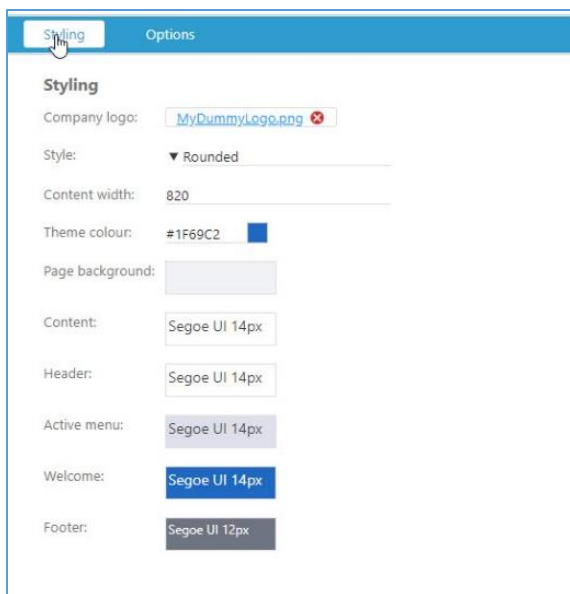 Styling Options
Styling
Company logo: MyDummyLogo.png
Style: ▼ Rounded
Content width: 820
Theme colour: #1F69C2
Page background:
Content: Segoe UI 14px
Header: Segoe UI 14px
Active menu: Segoe UI 14px
Welcome: Segoe UI 14px
Footer: Segoe UI 12px